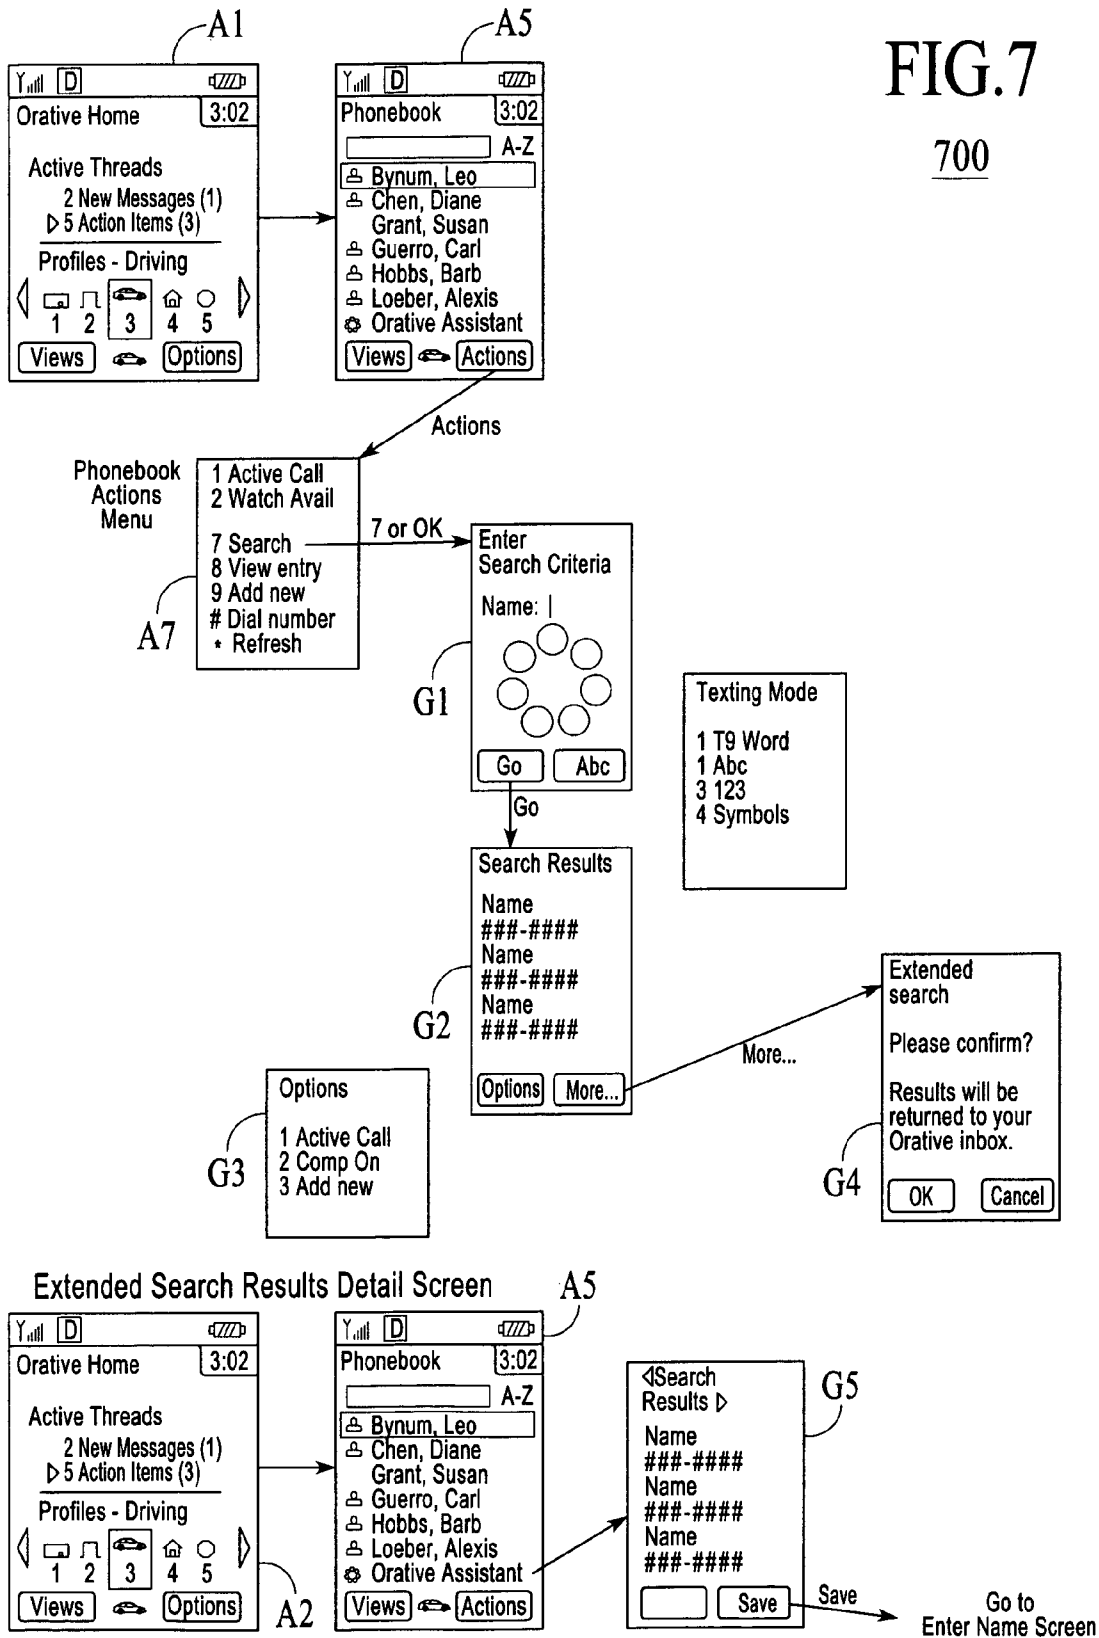 FIG.7
700
A1
D
Orative Home
3:02
Active Threads
2 New Messages (1)
5 Action Items (3)
Profiles - Driving
1 2 3 4 5
Views
Options
A5
D
Phonebook
3:02
A-Z
Bynum, Leo
Chen, Diane
Grant, Susan
Guerro, Carl
Hobbs, Barb
Loeber, Alexis
Orative Assistant
Views
Actions
Actions
Phonebook
Actions
Menu
1 Active Call
2 Watch Avail
7 Search
8 View entry
9 Add new
# Dial number
* Refresh
A7
7 or OK
Enter
Search Criteria
Name: |
G1
Go
Abc
Go
Texting Mode
1 T9 Word
1 Abc
3 123
4 Symbols
Search Results
Name
###-####
Name
###-####
Name
###-####
G2
Options
More...
More...
Extended
search
Please confirm?
Results will be
returned to your
Orative inbox.
OK
Cancel
G4
Options
1 Active Call
2 Comp On
3 Add new
G3
Extended Search Results Detail Screen
D
Orative Home
3:02
Active Threads
2 New Messages (1)
5 Action Items (3)
Profiles - Driving
1 2 3 4 5
Views
Options
A2
A5
D
Phonebook
3:02
A-Z
Bynum, Leo
Chen, Diane
Grant, Susan
Guerro, Carl
Hobbs, Barb
Loeber, Alexis
Orative Assistant
Views
Actions
Search
Results
Name
###-####
Name
###-####
Name
###-####
G5
Save
Save
Go to
Enter Name Screen